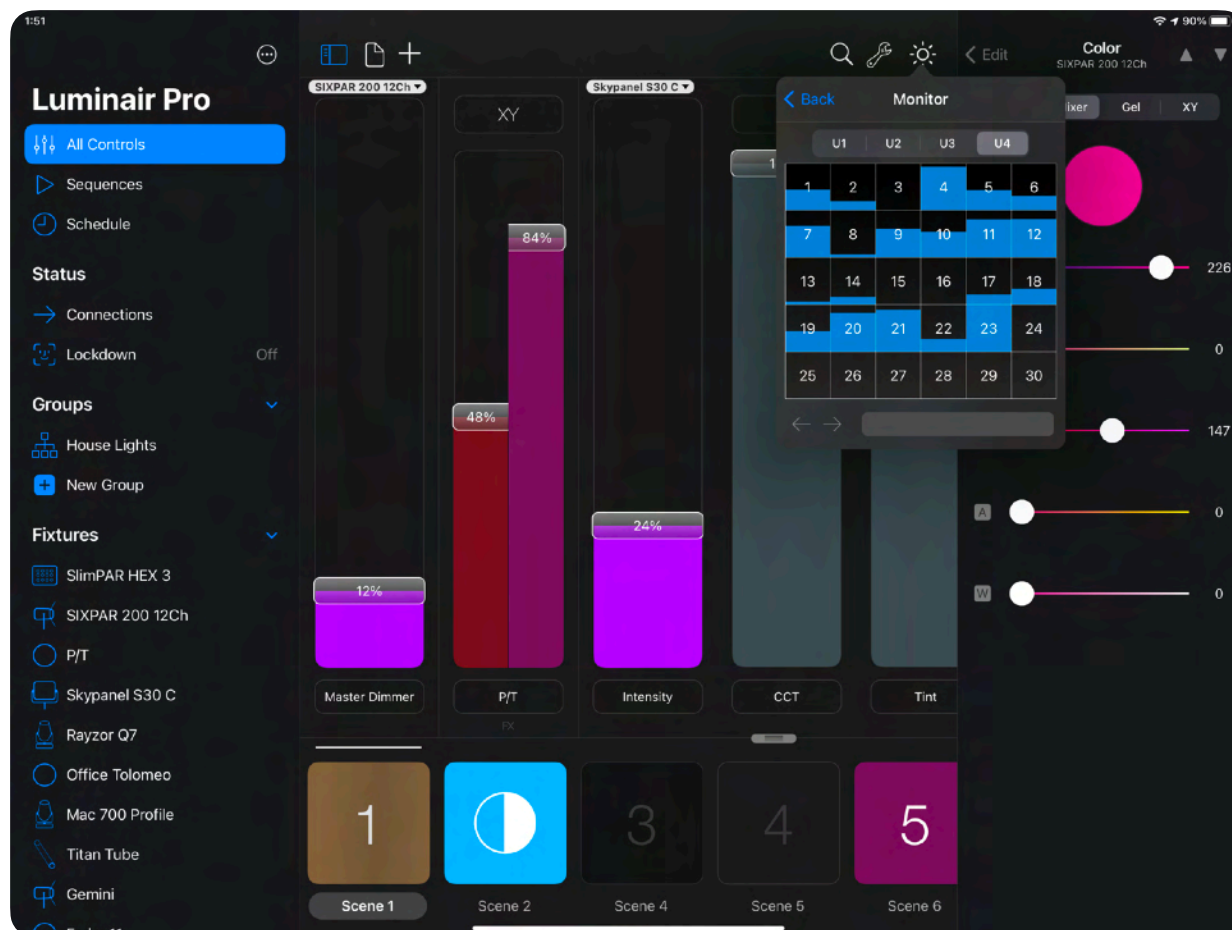 1:51
90%
Luminair Pro
All Controls
Sequences
Schedule
Status
Connections
Lockdown Off
Groups
House Lights
New Group
Fixtures
SlimPAR HEX 3
SIXPAR 200 12Ch
P/T
Skypanel S30 C
Rayzor Q7
Office Tolomeo
Mac 700 Profile
Titan Tube
Gemini
SIXPAR 200 12Ch
Skypanel S30 C
XY
84%
48%
24%
12%
1
Master Dimmer
P/T
Intensity
CCT
Tint
FX
1
3
4
5
Scene 1
Scene 2
Scene 4
Scene 5
Scene 6
Back
Monitor
U1 U2 U3 U4
1 2 3 4 5 6
7 8 9 10 11 12
13 14 15 16 17 18
19 20 21 22 23 24
25 26 27 28 29 30
Edit
Color
SIXPAR 200 12Ch
ixer Gel XY
226
0
147
A 0
W 0